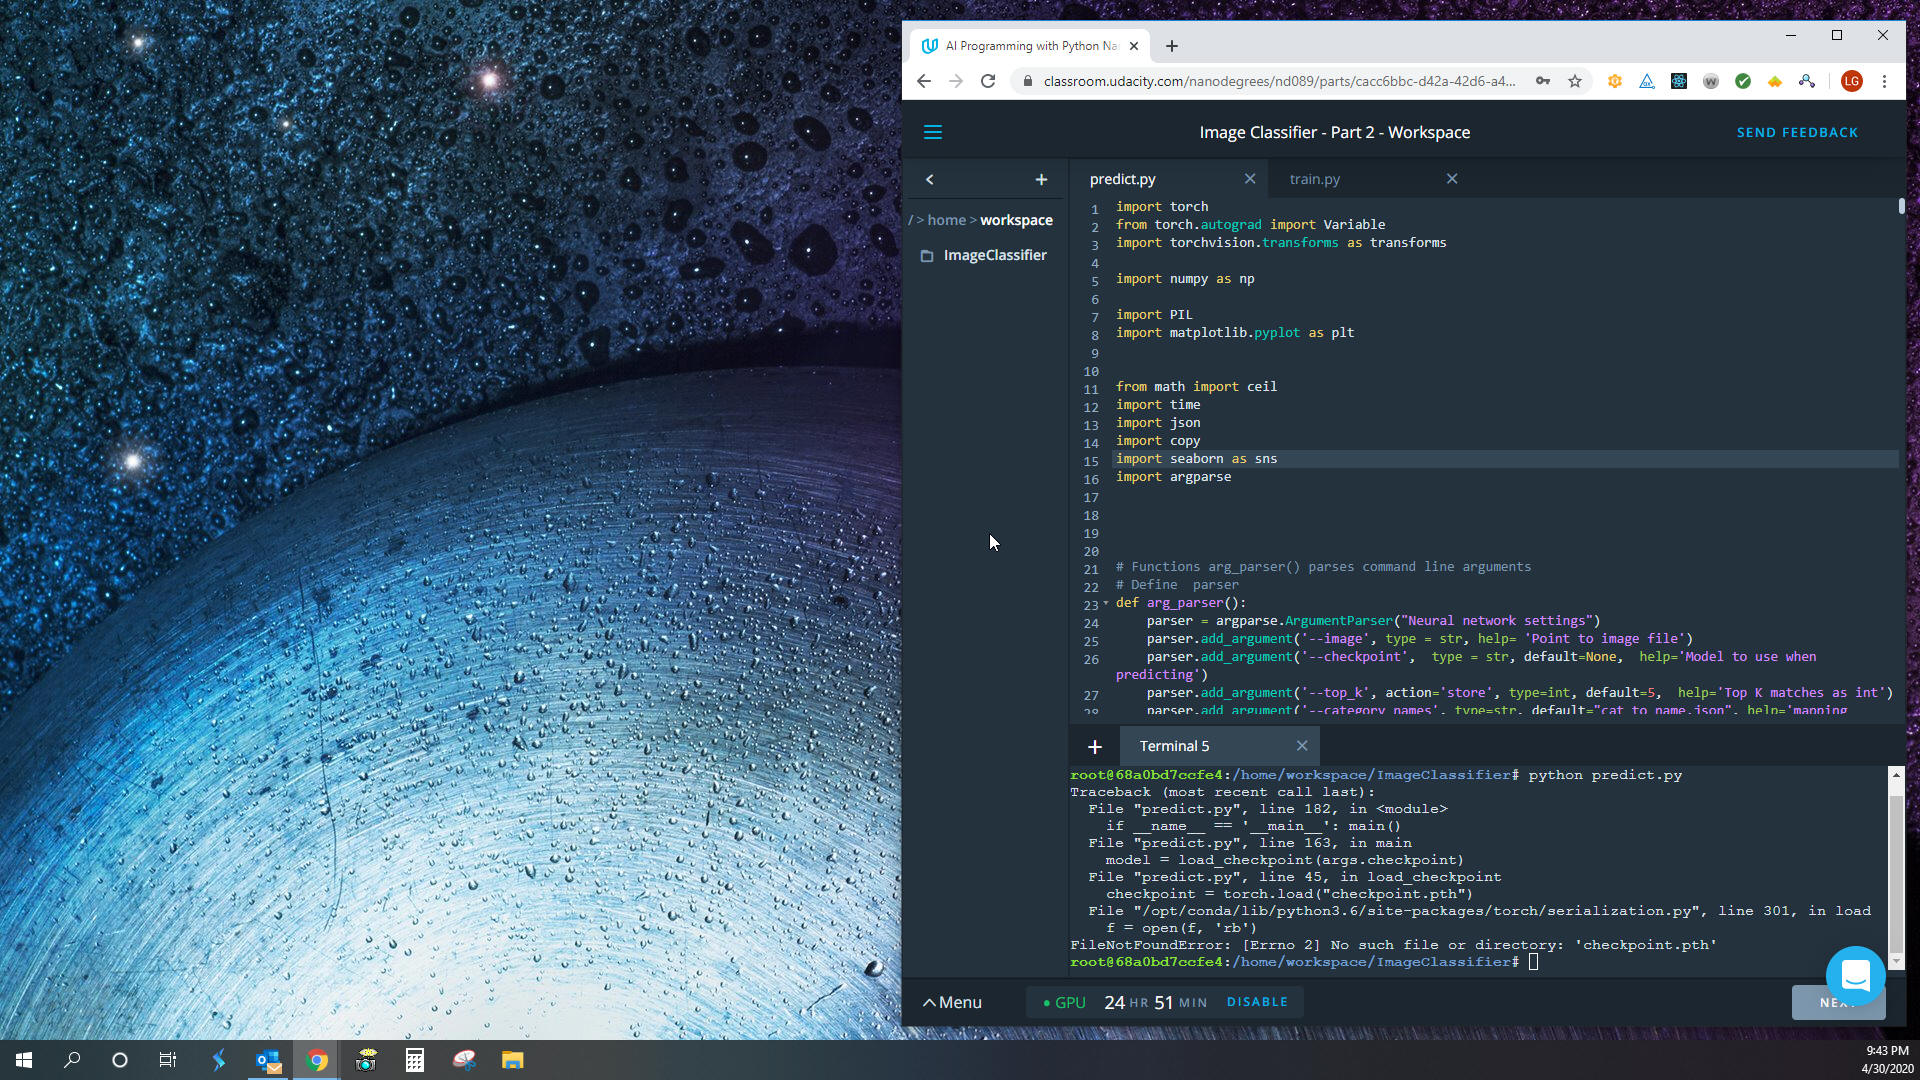 AI Programming with Python Na
classroom.udacity.com/nanodegrees/nd089/parts/cacc6bbc-d42a-42d6-a4...
LG
Image Classifier - Part 2 - Workspace
SEND FEEDBACK
predict.py
train.py
/ > home > workspace
ImageClassifier
1 import torch
2 from torch.autograd import Variable
3 import torchvision.transforms as transforms
4
5 import numpy as np
6
7 import PIL
8 import matplotlib.pyplot as plt
9
10
11 from math import ceil
12 import time
13 import json
14 import copy
15 import seaborn as sns
16 import argparse
17
18
19
20
21 # Functions arg_parser() parses command line arguments
22 # Define  parser
23 def arg_parser():
24     parser = argparse.ArgumentParser("Neural network settings")
25     parser.add_argument('--image', type = str, help= 'Point to image file')
26     parser.add_argument('--checkpoint',  type = str, default=None,  help='Model to use when
predicting')
27     parser.add_argument('--top_k', action='store', type=int, default=5,  help='Top K matches as int')
28     parser.add_argument('--category_names', type=str, default="cat_to_name.json", help='mapping
Terminal 5
root@68a0bd7ccfe4:/home/workspace/ImageClassifier# python predict.py
Traceback (most recent call last):
  File "predict.py", line 182, in <module>
    if __name__ == '__main__': main()
  File "predict.py", line 163, in main
    model = load_checkpoint(args.checkpoint)
  File "predict.py", line 45, in load_checkpoint
    checkpoint = torch.load("checkpoint.pth")
  File "/opt/conda/lib/python3.6/site-packages/torch/serialization.py", line 301, in load
    f = open(f, 'rb')
FileNotFoundError: [Errno 2] No such file or directory: 'checkpoint.pth'
root@68a0bd7ccfe4:/home/workspace/ImageClassifier#
Menu
GPU 24 HR 51 MIN DISABLE
9:43 PM
4/30/2020